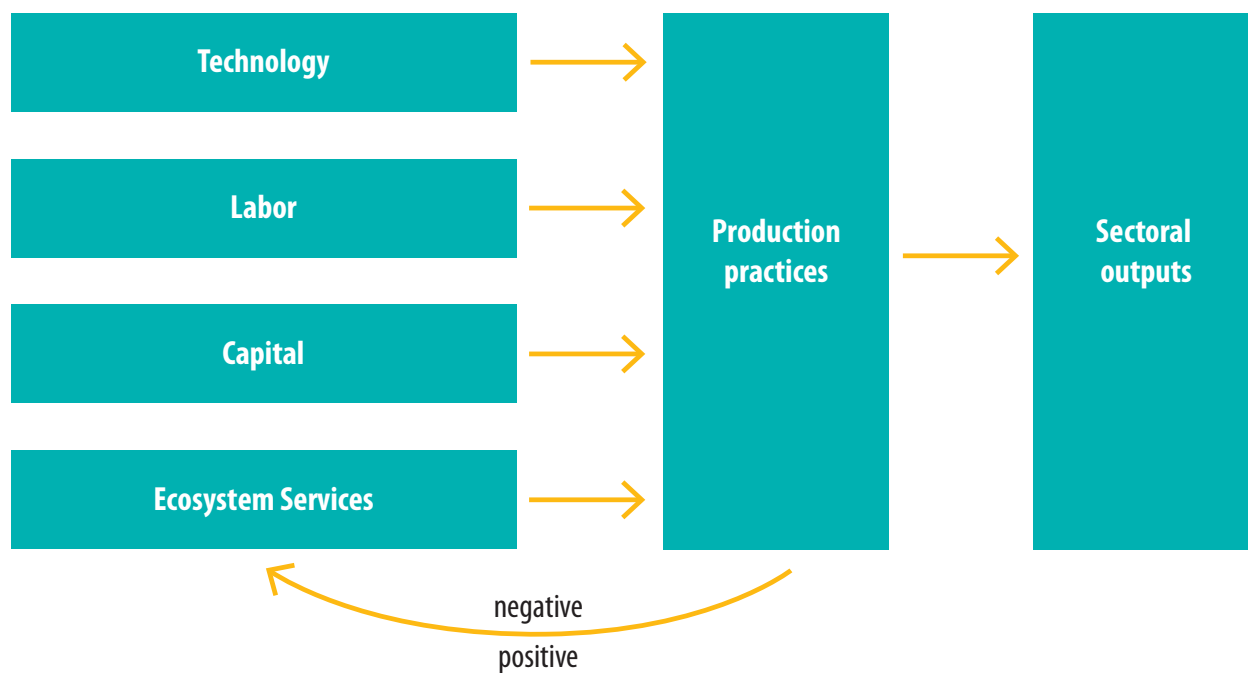 Technology
Labor
Capital
Ecosystem Services
Production
practices
Sectoral
outputs
negative
positive